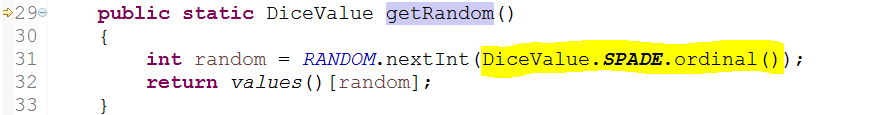 29 public static DiceValue getRandom()
30 {
31 int random = RANDOM.nextInt(DiceValue.SPADE.ordinal());
32 return values()[random];
33 }